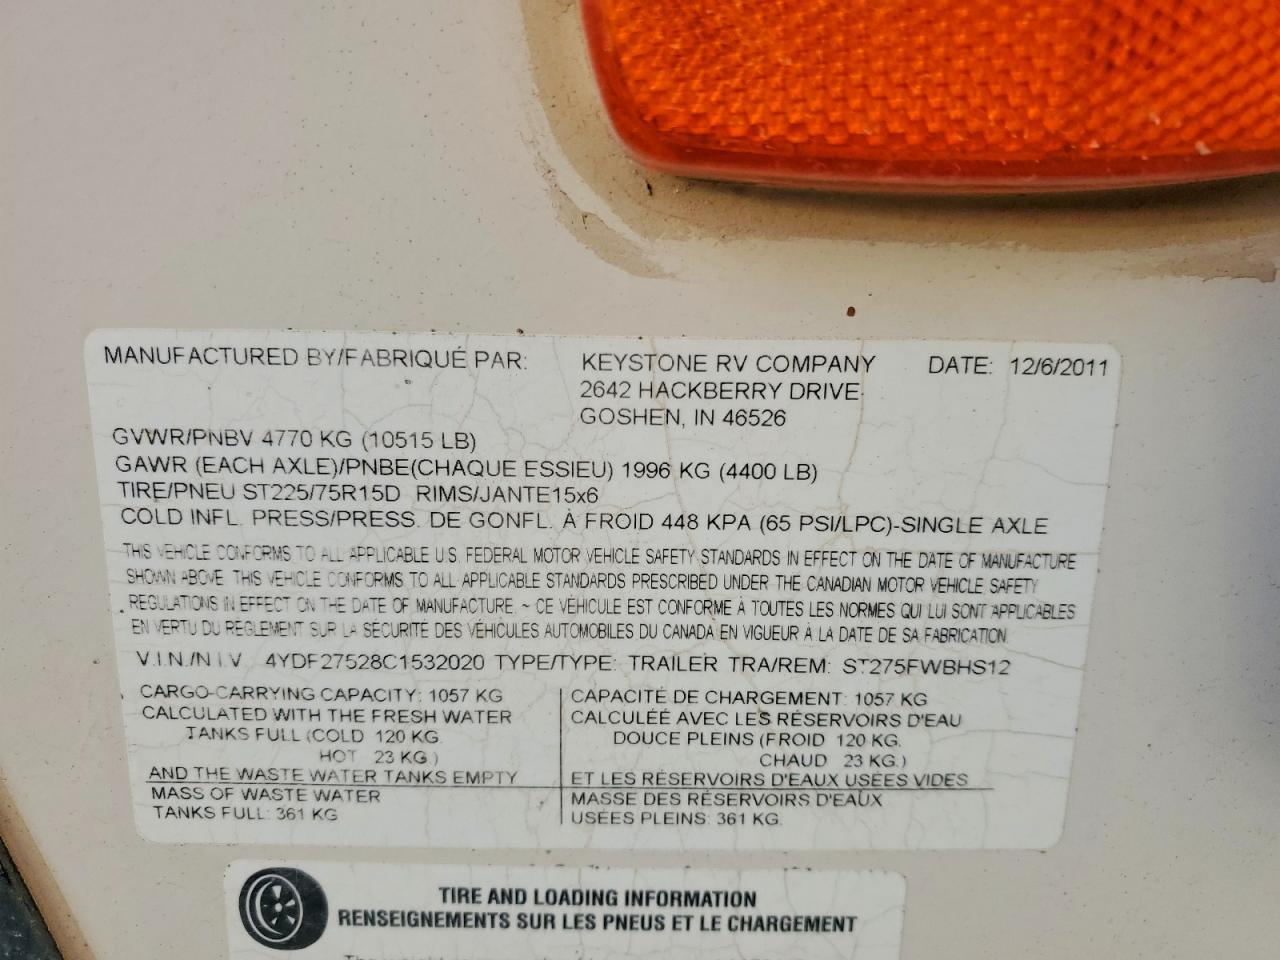 MANUFACTURED BY/FABRIQUÉ PAR: KEYSTONE RV COMPANY DATE: 12/6/2011
2642 HACKBERRY DRIVE
GOSHEN, IN 46526
GVWR/PNBV 4770 KG (10515 LB)
GAWR (EACH AXLE)/PNBE(CHAQUE ESSIEU) 1996 KG (4400 LB)
TIRE/PNEU ST225/75R15D RIMS/JANTE15x6
COLD INFL. PRESS/PRESS. DE GONFL. À FROID 448 KPA (65 PSI/LPC)-SINGLE AXLE
THIS VEHICLE CONFORMS TO ALL APPLICABLE U.S. FEDERAL MOTOR VEHICLE SAFETY STANDARDS IN EFFECT ON THE DATE OF MANUFACTURE
SHOWN ABOVE. THIS VEHICLE CONFORMS TO ALL APPLICABLE STANDARDS PRESCRIBED UNDER THE CANADIAN MOTOR VEHICLE SAFETY
REGULATIONS IN EFFECT ON THE DATE OF MANUFACTURE. ~ CE VÉHICULE EST CONFORME À TOUTES LES NORMES QUI LUI SONT APPLICABLES
EN VERTU DU RÈGLEMENT SUR LA SÉCURITÉ DES VÉHICULES AUTOMOBILES DU CANADA EN VIGUEUR À LA DATE DE SA FABRICATION
V.I.N./N.I.V. 4YDF27528C1532020 TYPE/TYPE: TRAILER TRA/REM: ST275FWBHS12
CARGO-CARRYING CAPACITY: 1057 KG
CALCULATED WITH THE FRESH WATER
TANKS FULL (COLD 120 KG.
HOT 23 KG.)
AND THE WASTE WATER TANKS EMPTY
MASS OF WASTE WATER
TANKS FULL: 361 KG
CAPACITÉ DE CHARGEMENT: 1057 KG
CALCULÉE AVEC LES RÉSERVOIRS D'EAU
DOUCE PLEINS (FROID 120 KG.
CHAUD 23 KG.)
ET LES RÉSERVOIRS D'EAUX USÉES VIDES
MASSE DES RÉSERVOIRS D'EAUX
USÉES PLEINS: 361 KG.
TIRE AND LOADING INFORMATION
RENSEIGNEMENTS SUR LES PNEUS ET LE CHARGEMENT